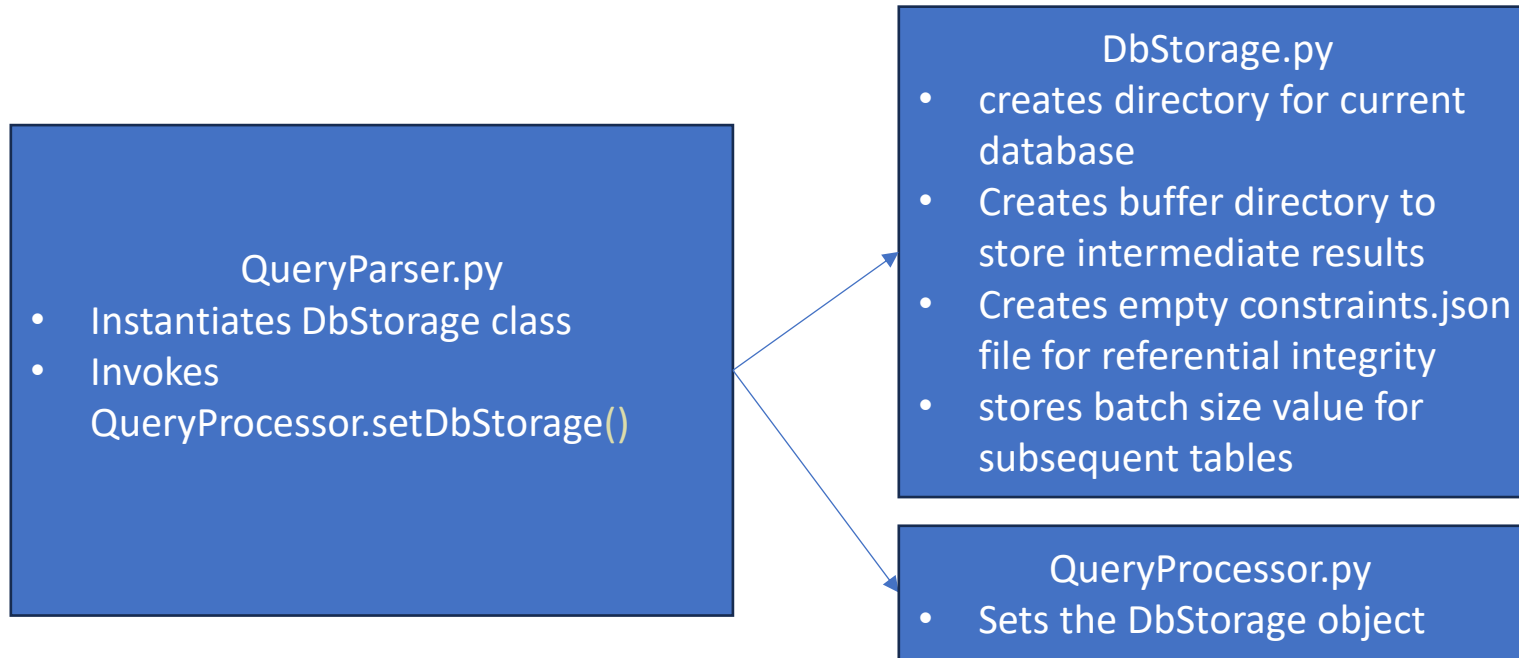 QueryParser.py
• Instantiates DbStorage class
• Invokes
QueryProcessor.setDbStorage()
DbStorage.py
• creates directory for current
database
• Creates buffer directory to
store intermediate results
• Creates empty constraints.json
file for referential integrity
• stores batch size value for
subsequent tables
QueryProcessor.py
• Sets the DbStorage object